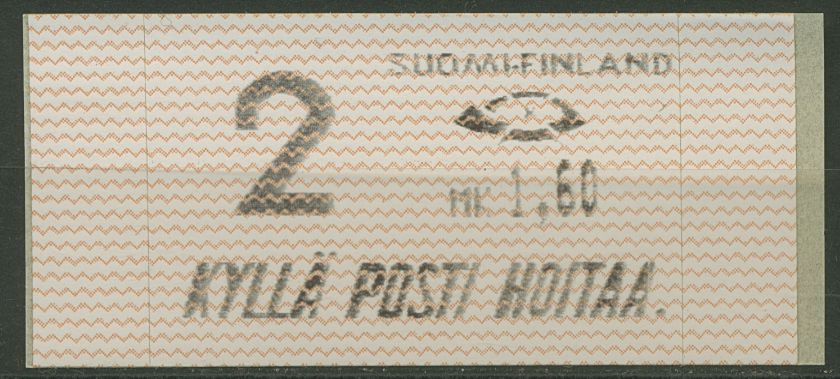 SUOMI-FINLAND
2
MK 1,60
KYLLÄ POSTI HOITAA.